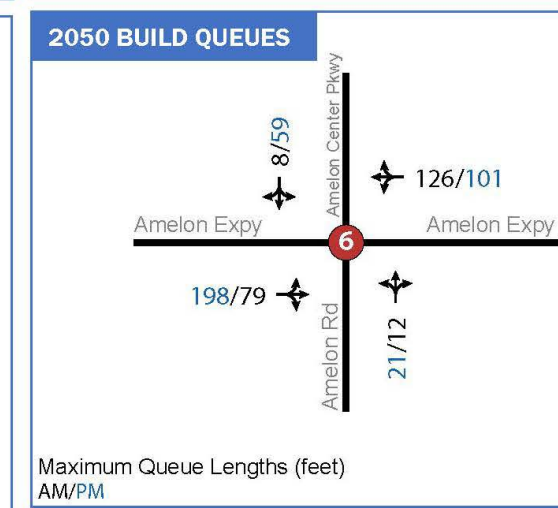 2050 BUILD QUEUES
Amelon Center Pkwy
8/59
126/101
Amelon Expy
Amelon Expy
6
198/79
Amelon Rd
21/12
Maximum Queue Lengths (feet)
AM/PM